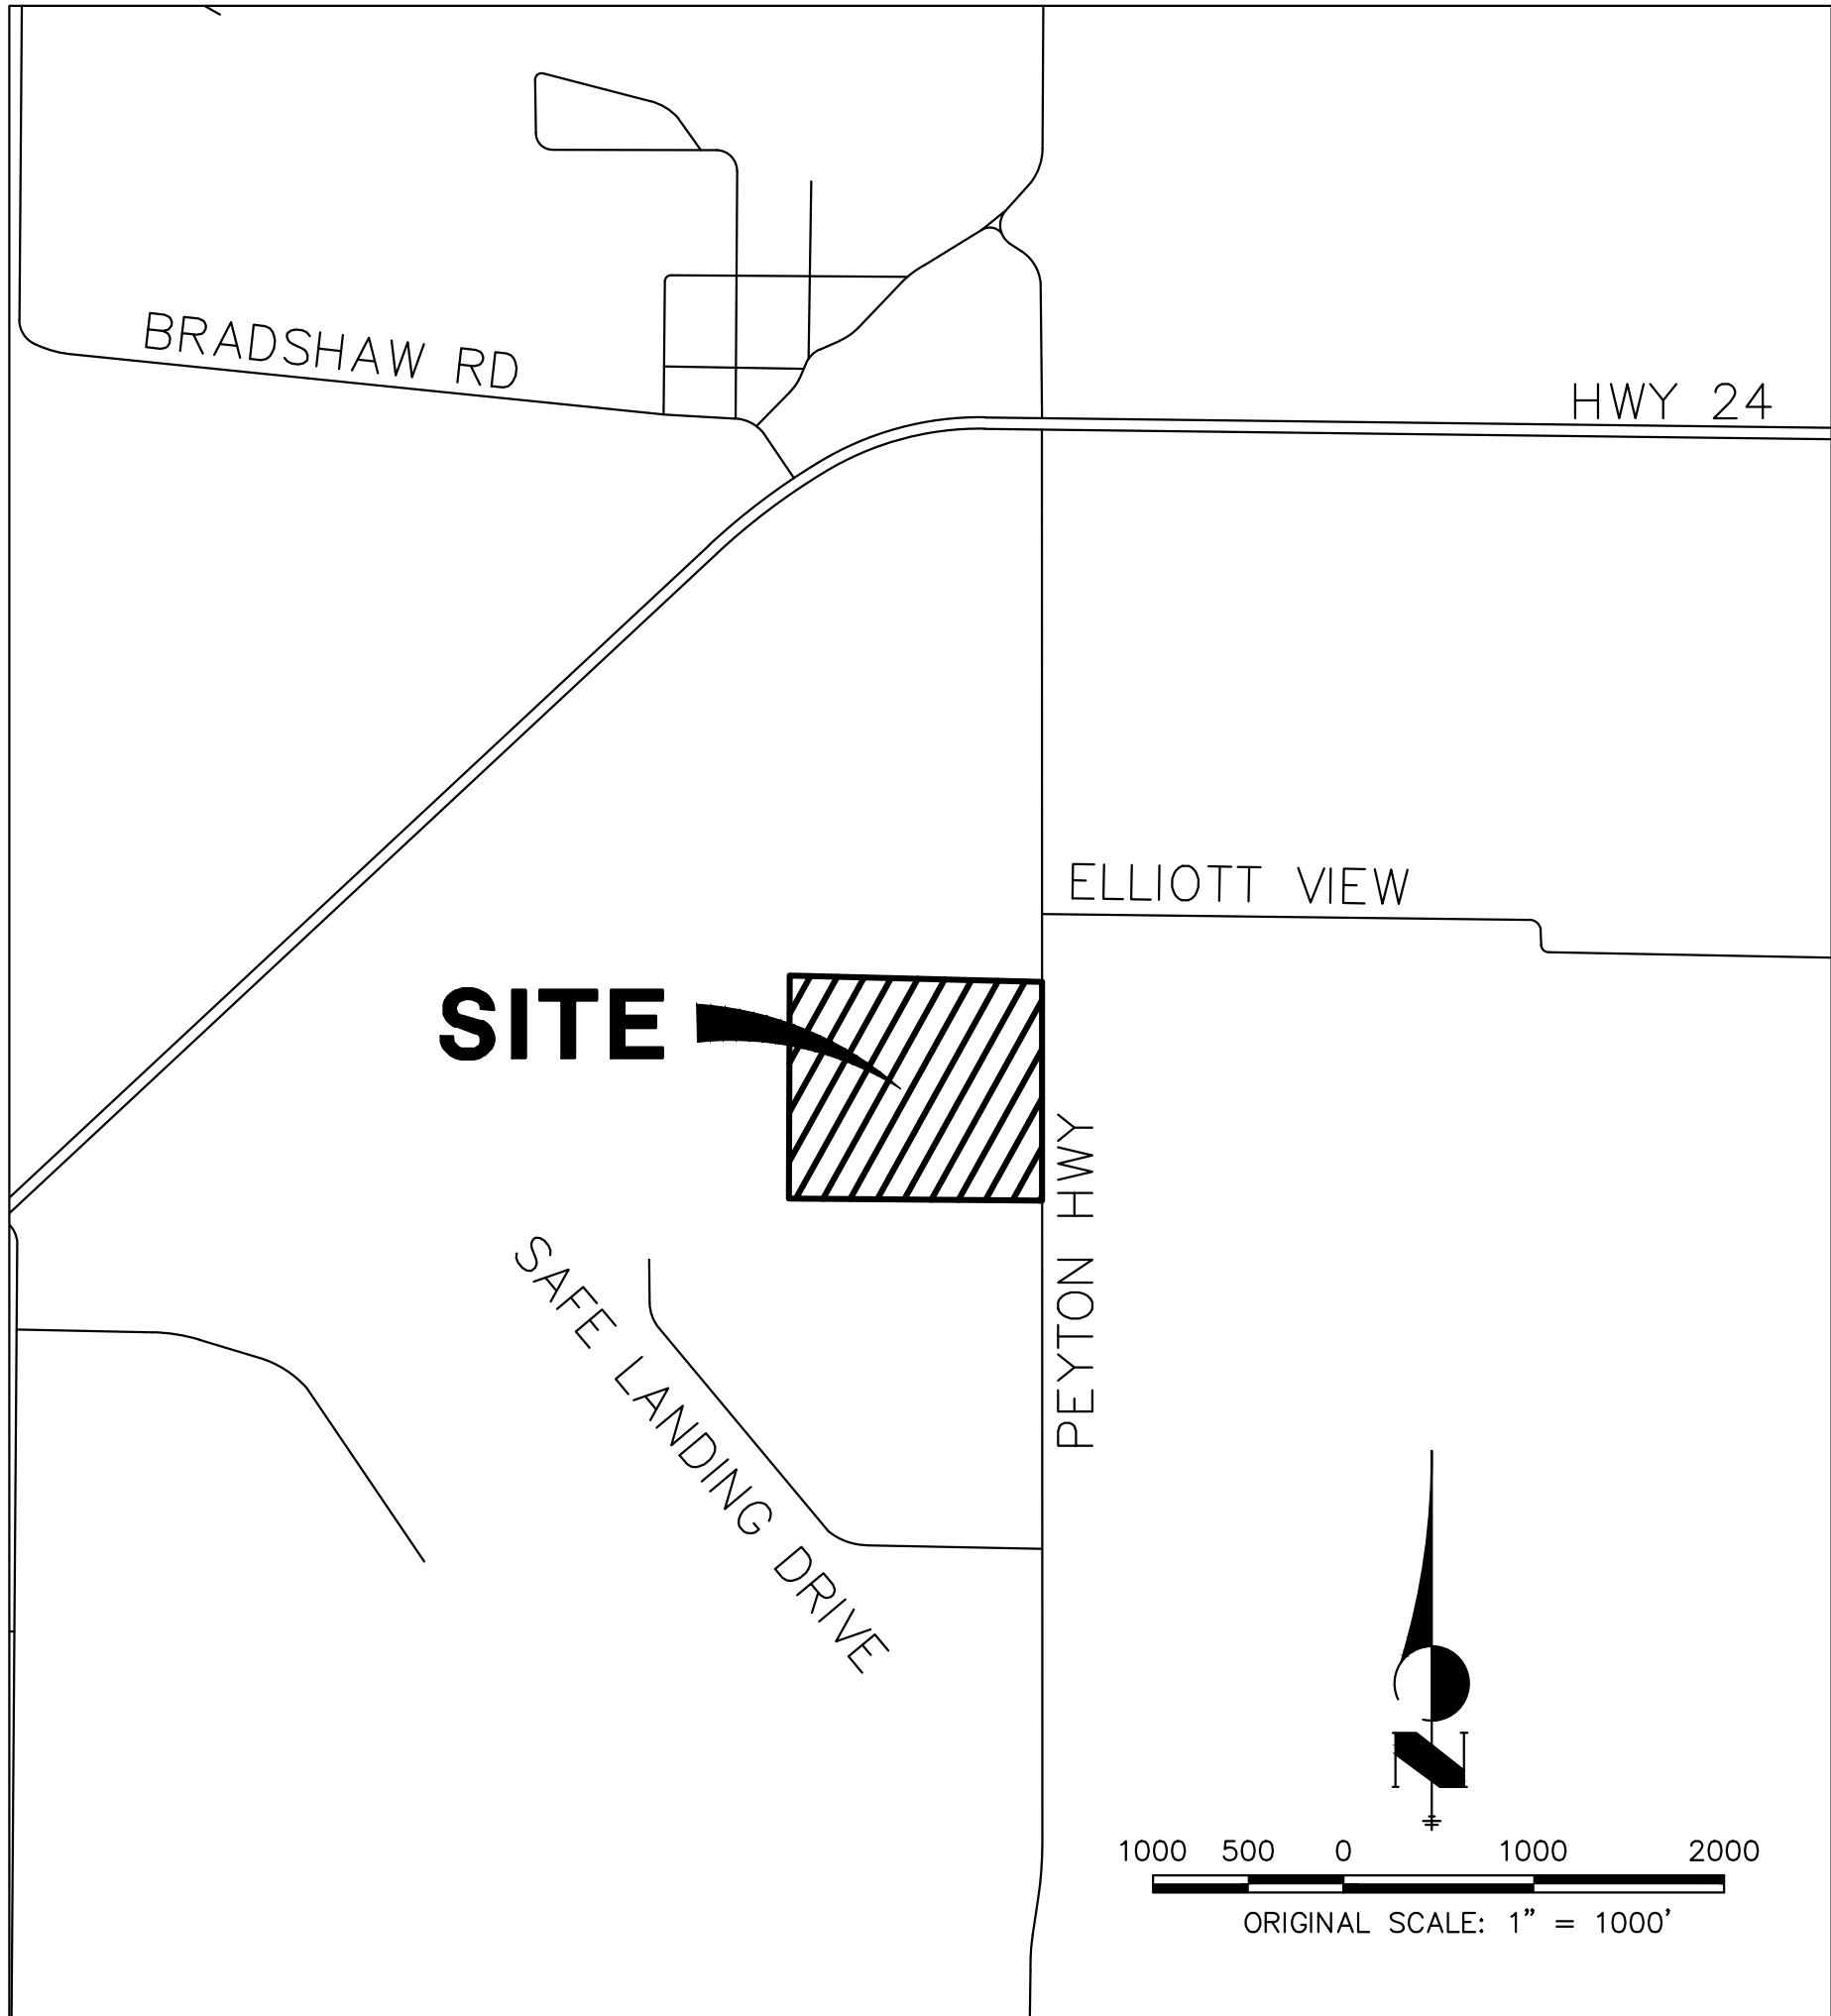 BRADSHAW RD
HWY 24
ELLIOTT VIEW
SITE
PEYTON HWY
SAFE LANDING DRIVE
N
1000 500 0 1000 2000
ORIGINAL SCALE: 1" = 1000'